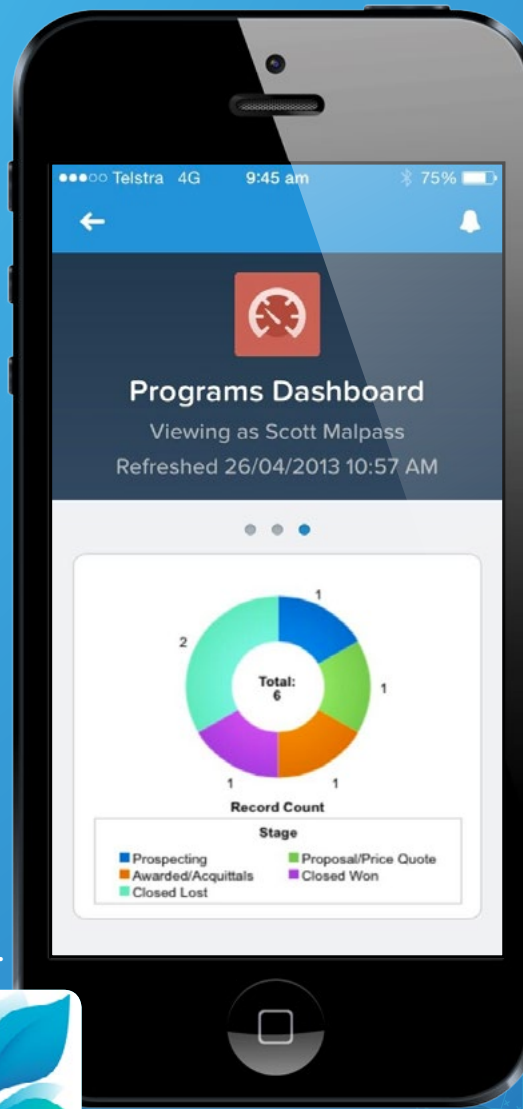 Telstra 4G 9:45 am 75%
Programs Dashboard
Viewing as Scott Malpass
Refreshed 26/04/2013 10:57 AM
1
2
Total:
6
1
1 1
Record Count
Stage
Prospecting Proposal/Price Quote
Awarded/Acquittals Closed Won
Closed Lost